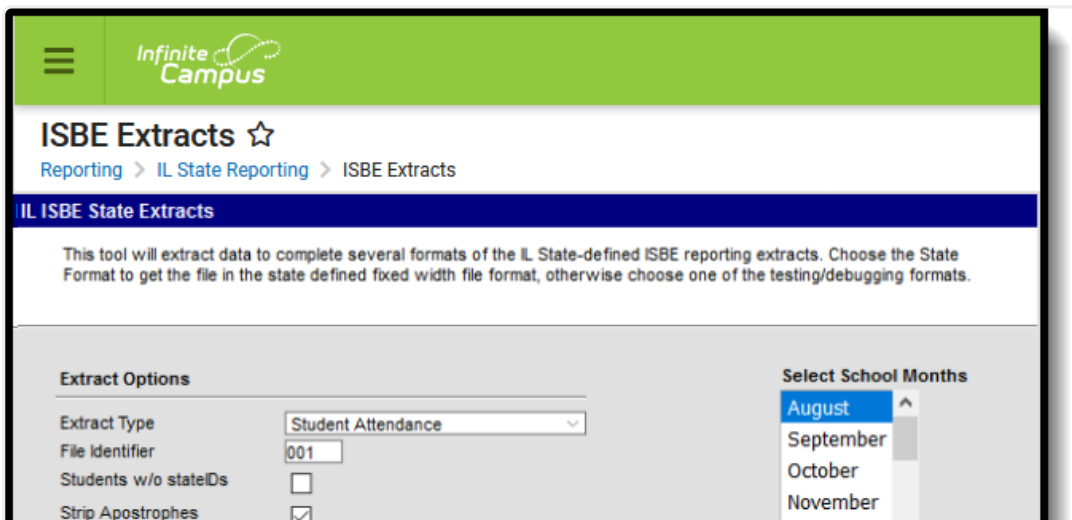 Infinite
Campus
ISBE Extracts
Reporting > IL State Reporting > ISBE Extracts
IL ISBE State Extracts
This tool will extract data to complete several formats of the IL State-defined ISBE reporting extracts. Choose the State
Format to get the file in the state defined fixed width file format, otherwise choose one of the testing/debugging formats.
Extract Options
Select School Months
Extract Type Student Attendance
August
File Identifier 001
September
Students w/o stateIDs
October
Strip Apostrophes
November